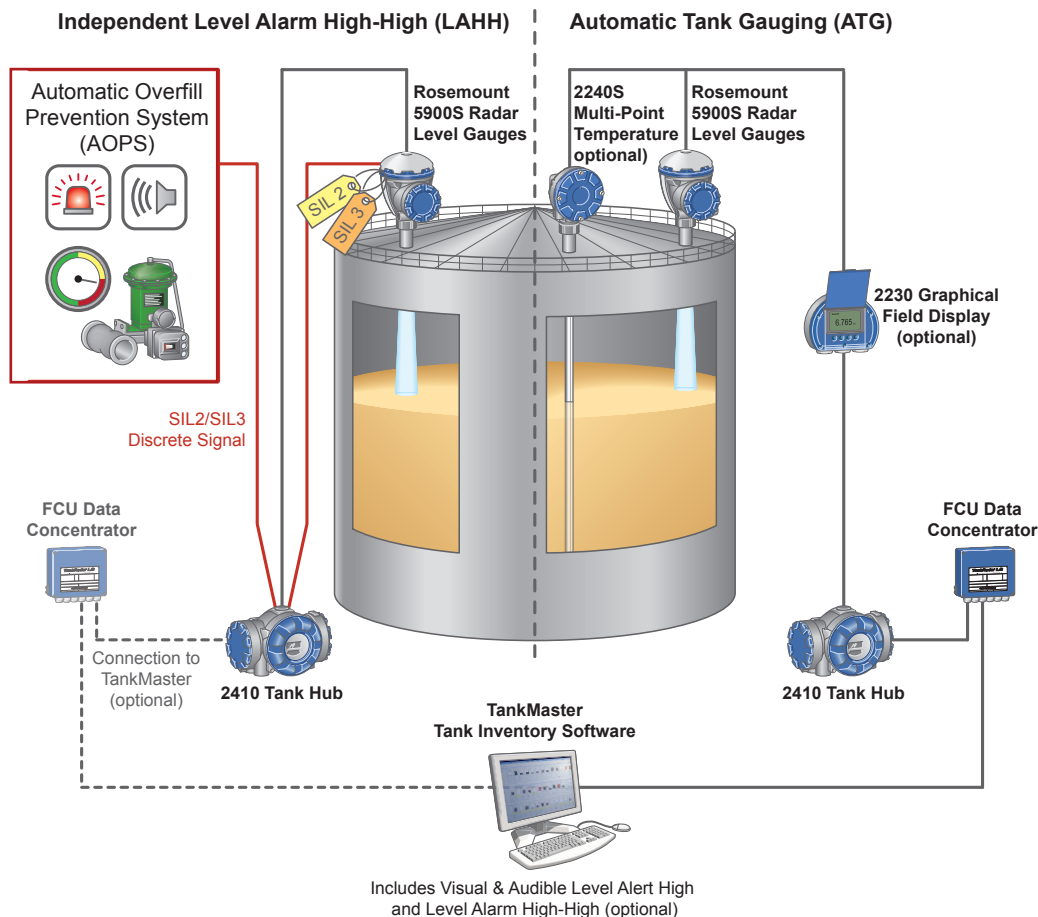 Independent Level Alarm High-High (LAHH)
Automatic Tank Gauging (ATG)
Automatic Overfill
Prevention System
(AOPS)
Rosemount
5900S Radar
Level Gauges
2240S
Multi-Point
Temperature
optional)
Rosemount
5900S Radar
Level Gauges
SIL 2
SIL 3
2230 Graphical
Field Display
(optional)
6.765
SIL2/SIL3
Discrete Signal
FCU Data
Concentrator
FCU Data
Concentrator
Connection to
TankMaster
(optional)
2410 Tank Hub
2410 Tank Hub
TankMaster
Tank Inventory Software
Includes Visual & Audible Level Alert High
and Level Alarm High-High (optional)